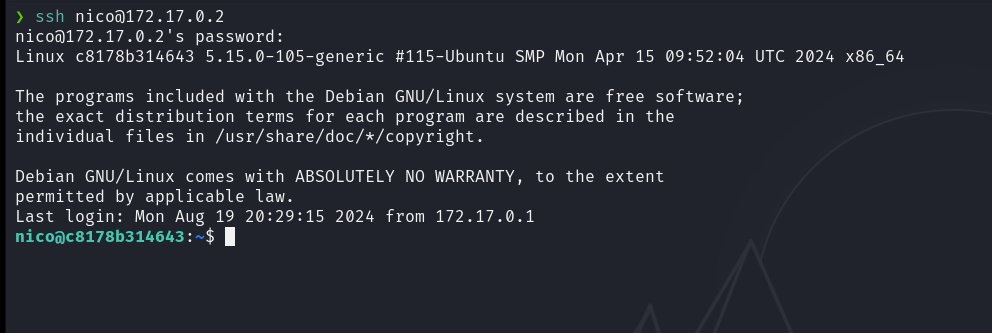 ❯ ssh nico@172.17.0.2
nico@172.17.0.2's password:
Linux c8178b314643 5.15.0-105-generic #115-Ubuntu SMP Mon Apr 15 09:52:04 UTC 2024 x86_64
The programs included with the Debian GNU/Linux system are free software;
the exact distribution terms for each program are described in the
individual files in /usr/share/doc/*/copyright.
Debian GNU/Linux comes with ABSOLUTELY NO WARRANTY, to the extent
permitted by applicable law.
Last login: Mon Aug 19 20:29:15 2024 from 172.17.0.1
nico@c8178b314643:~$